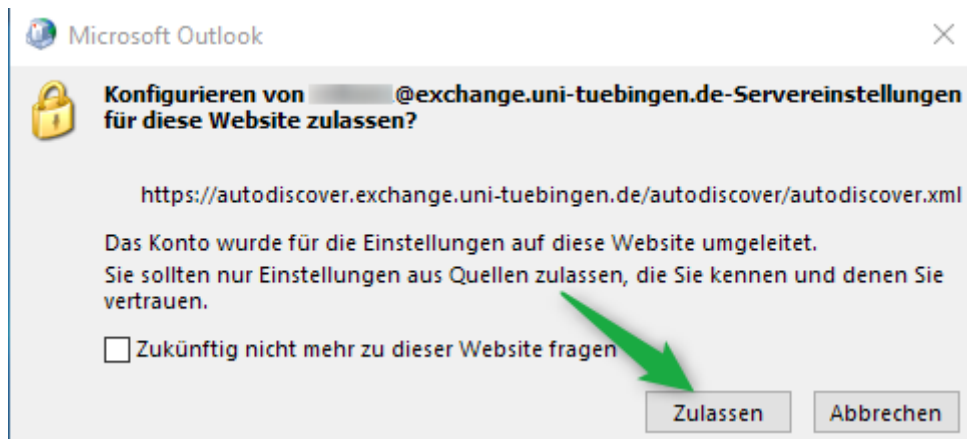 Microsoft Outlook
Konfigurieren von @exchange.uni-tuebingen.de-Servereinstellungen
für diese Website zulassen?
https://autodiscover.exchange.uni-tuebingen.de/autodiscover/autodiscover.xml
Das Konto wurde für die Einstellungen auf diese Website umgeleitet.
Sie sollten nur Einstellungen aus Quellen zulassen, die Sie kennen und denen Sie
vertrauen.
Zukünftig nicht mehr zu dieser Website fragen
Zulassen
Abbrechen